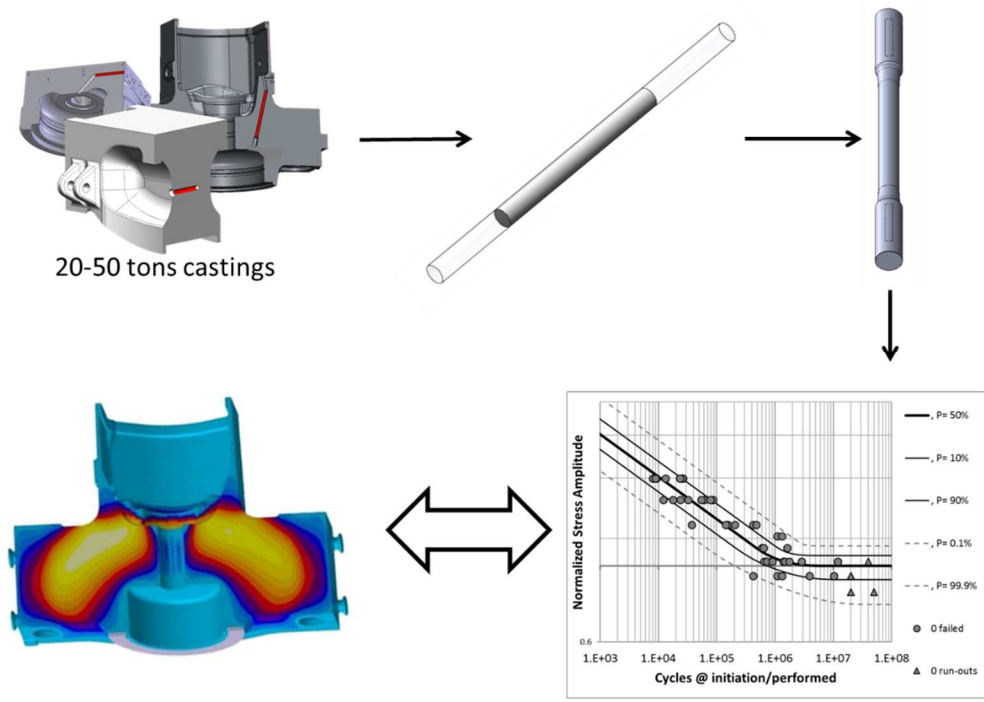 20-50 tons castings
Normalized Stress Amplitude
0.6
1.E+03 1.E+04 1.E+05 1.E+06 1.E+07 1.E+08
Cycles @ initiation/performed
, P= 50%
, P= 10%
, P= 90%
, P= 0.1%
, P= 99.9%
0 failed
0 run-outs